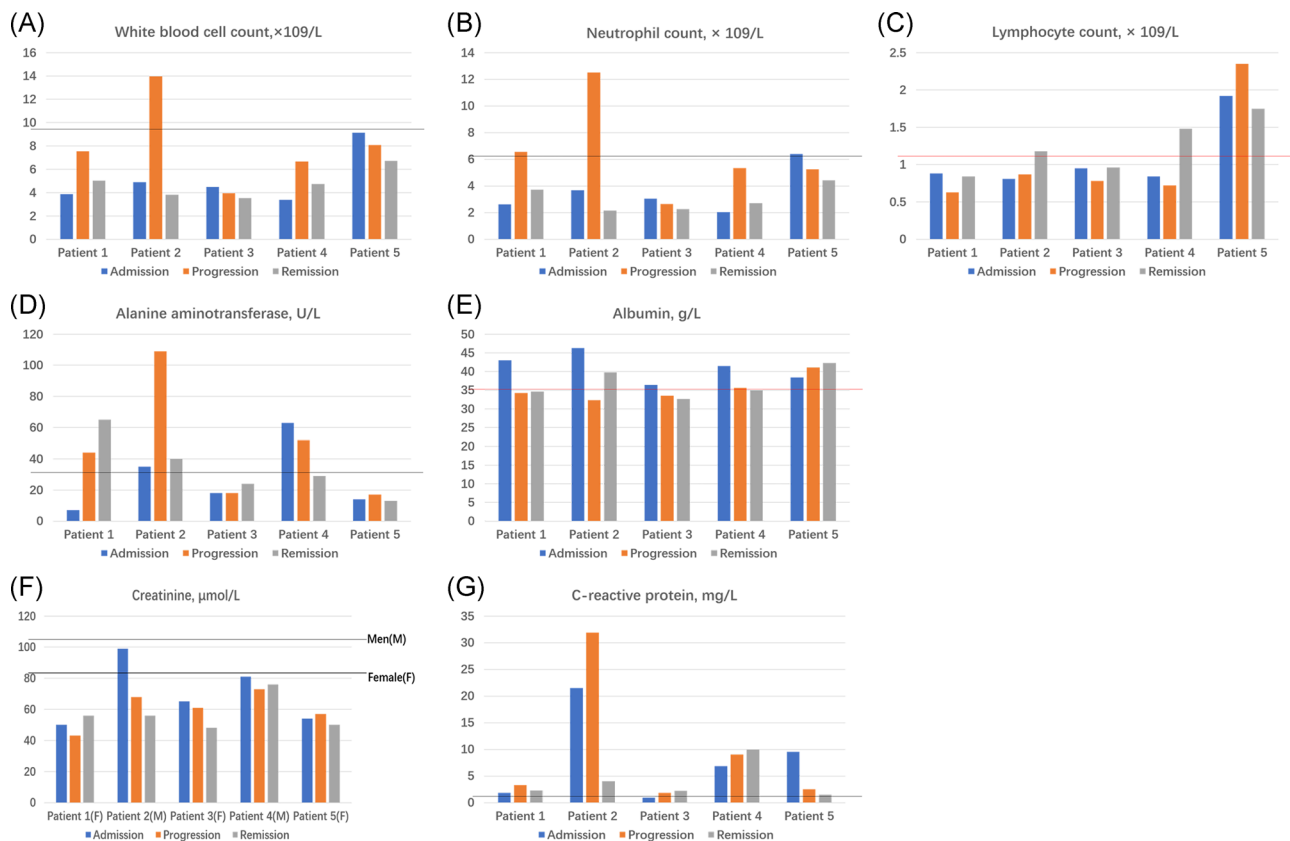 (A)
White blood cell count,×109/L
16
14
12
10
8
6
4
2
0
Patient 1 Patient 2 Patient 3 Patient 4 Patient 5
Admission Progression Remission
(B)
Neutrophil count, × 109/L
14
12
10
8
6
4
2
0
Patient 1 Patient 2 Patient 3 Patient 4 Patient 5
Admission Progression Remission
(C)
Lymphocyte count, × 109/L
2.5
2
1.5
1
0.5
0
Patient 1 Patient 2 Patient 3 Patient 4 Patient 5
Admission Progression Remission
(D)
Alanine aminotransferase, U/L
120
100
80
60
40
20
0
Patient 1 Patient 2 Patient 3 Patient 4 Patient 5
Admission Progression Remission
(E)
Albumin, g/L
50
45
40
35
30
25
20
15
10
5
0
Patient 1 Patient 2 Patient 3 Patient 4 Patient 5
Admission Progression Remission
(F)
Creatinine, μmol/L
120
100
80
60
40
20
0
Men(M)
Female(F)
Patient 1(F) Patient 2(M) Patient 3(F) Patient 4(M) Patient 5(F)
Admission Progression Remission
(G)
C-reactive protein, mg/L
35
30
25
20
15
10
5
0
Patient 1 Patient 2 Patient 3 Patient 4 Patient 5
Admission Progression Remission